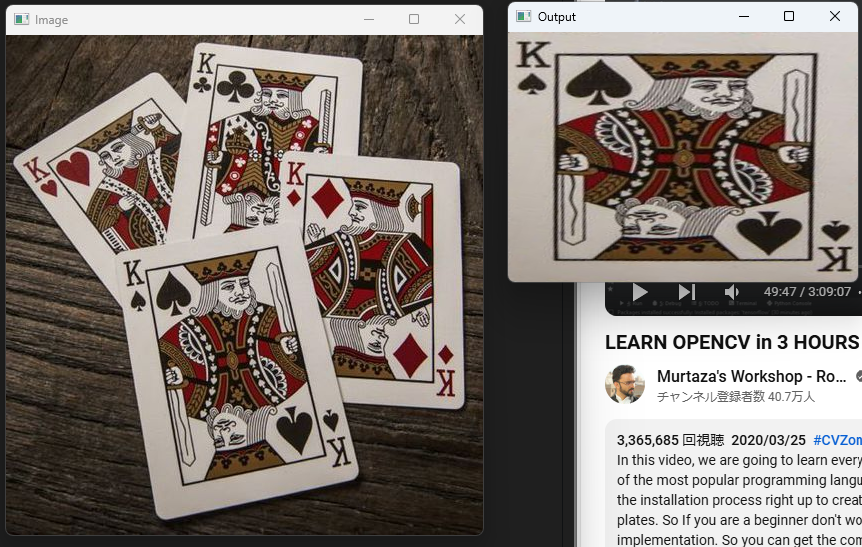 Image
K
K
K
K
K
K
Output
K
K
49:47 / 3:09:07
LEARN OPENCV in 3 HOURS
Murtaza's Workshop - Ro...
チャンネル登録者数 40.7万人
3,365,685 回視聴 2020/03/25 #CVZon
In this video, we are going to learn every
of the most popular programming langu
the installation process right up to creat
plates. So If you are a beginner don't wo
implementation. So you can get the con